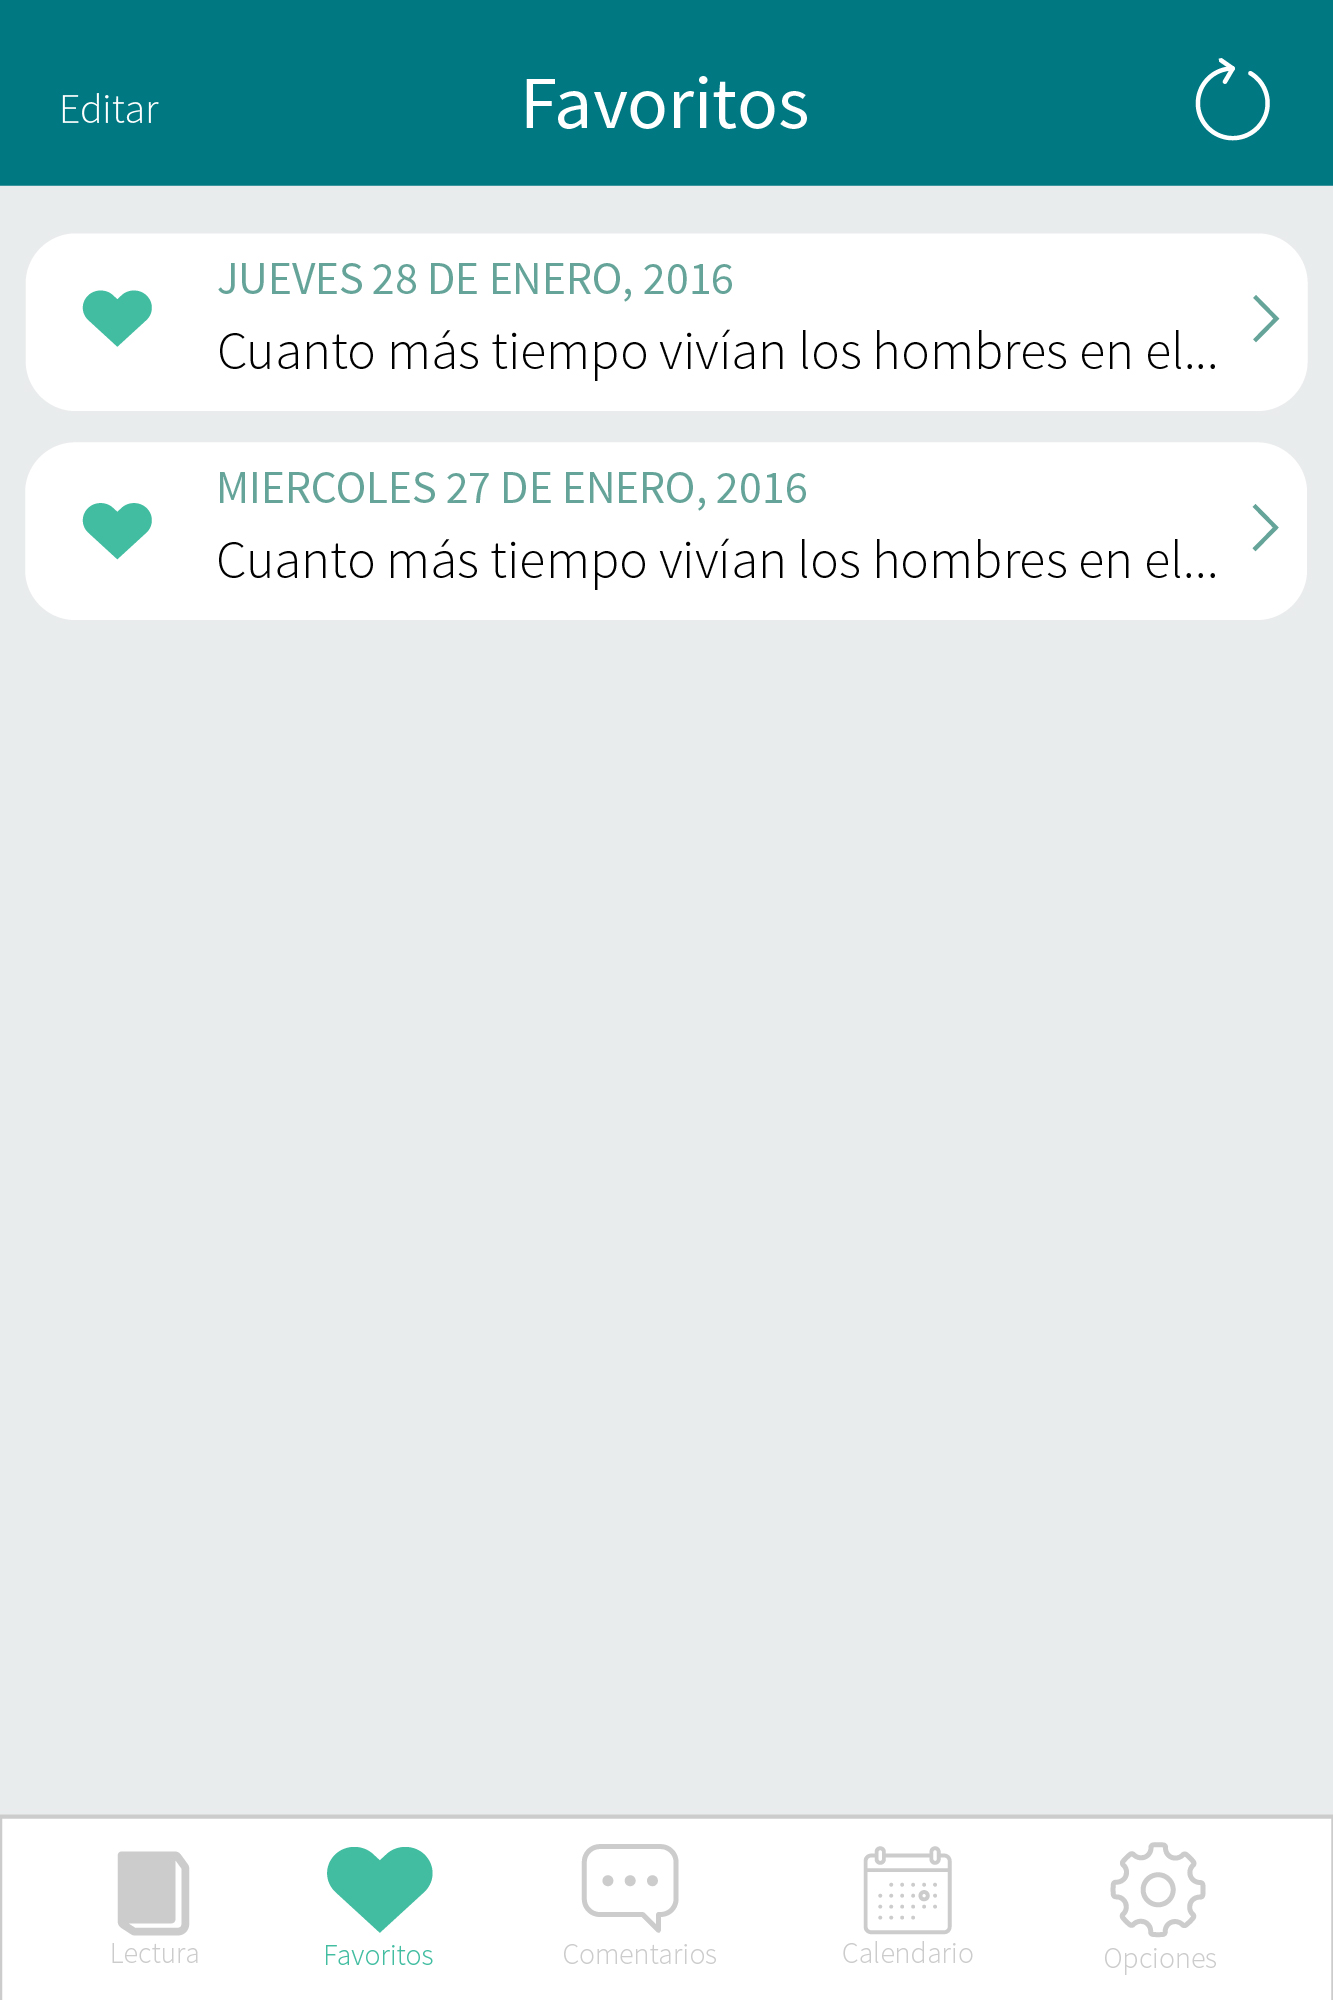 Editar
Favoritos
JUEVES 28 DE ENERO, 2016
Cuanto más tiempo vivían los hombres en el...
MIERCOLES 27 DE ENERO, 2016
Cuanto más tiempo vivían los hombres en el...
Lectura
Favoritos
Comentarios
Calendario
Opciones